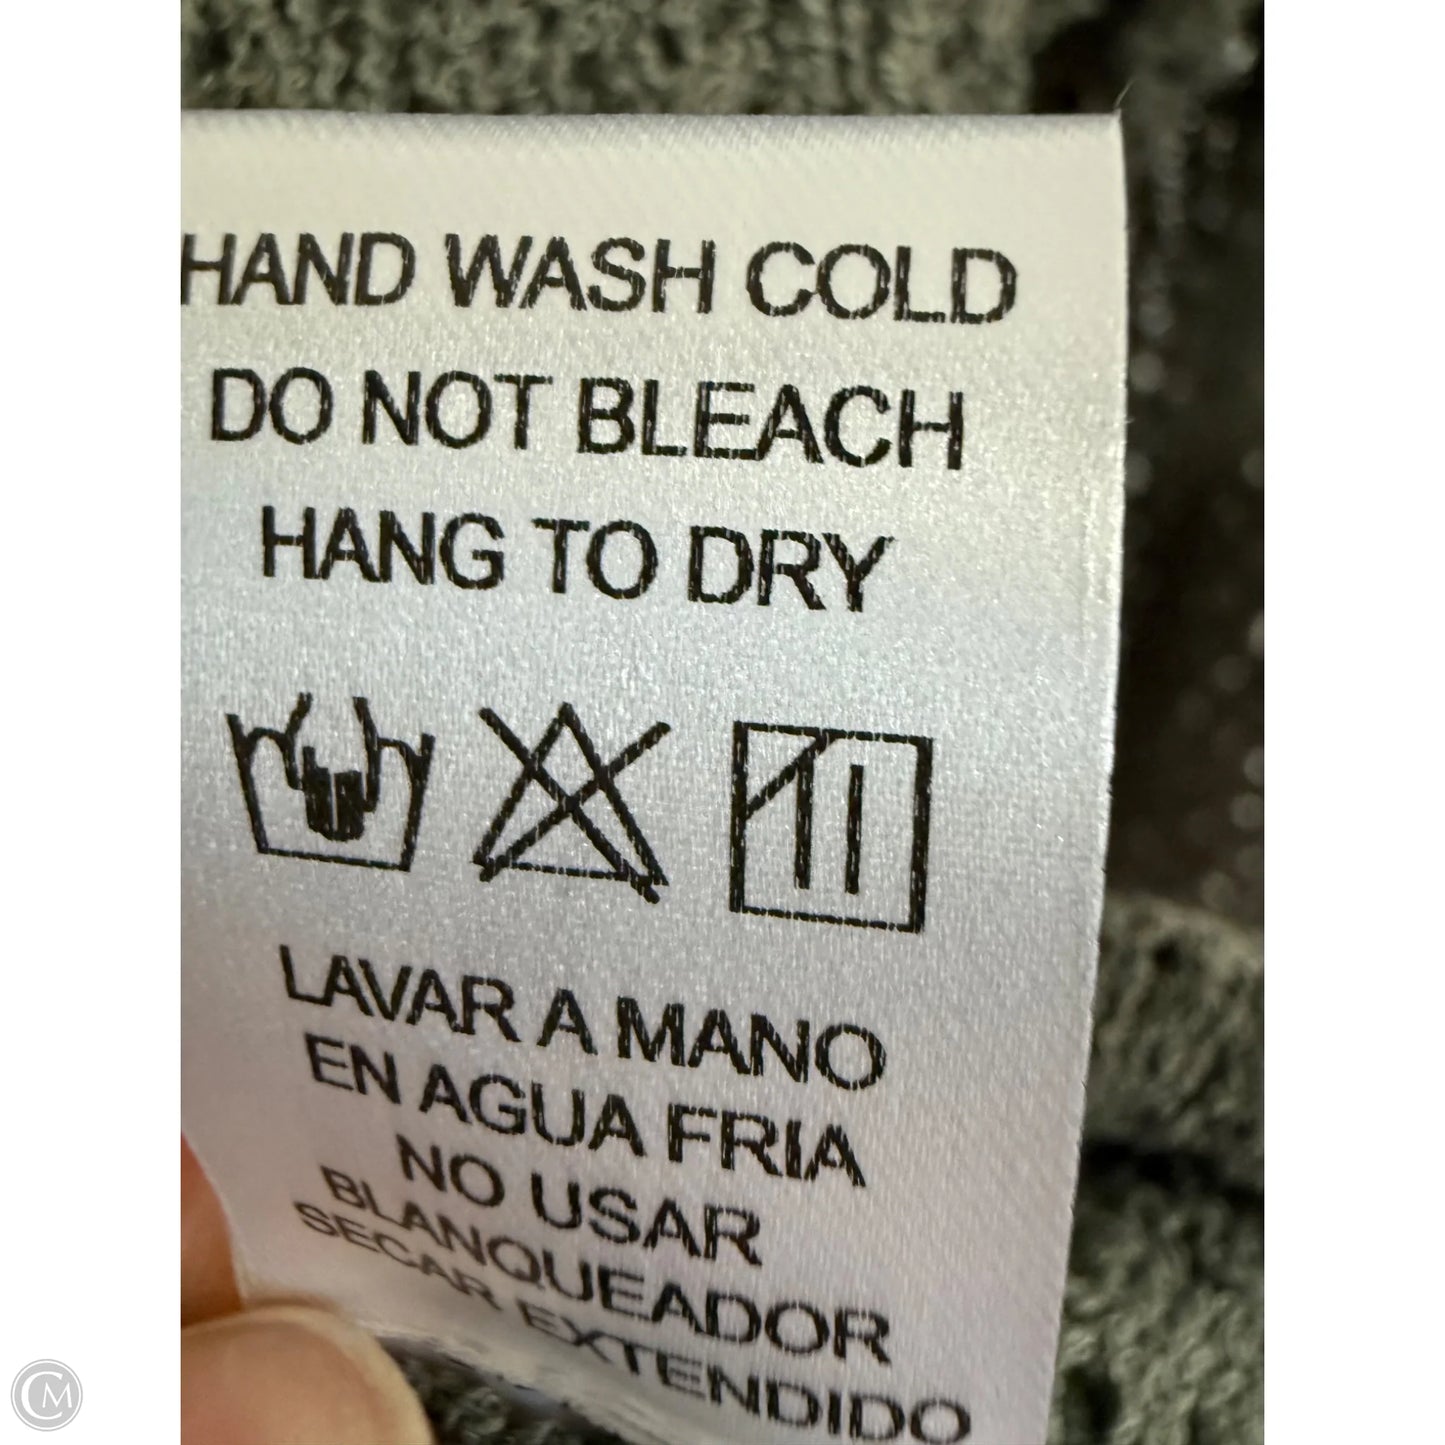 HAND WASH COLD
DO NOT BLEACH
HANG TO DRY
LAVAR A MANO
EN AGUA FRIA
NO USAR
BLANQUEADOR
SECAR EXTENDIDO
CM